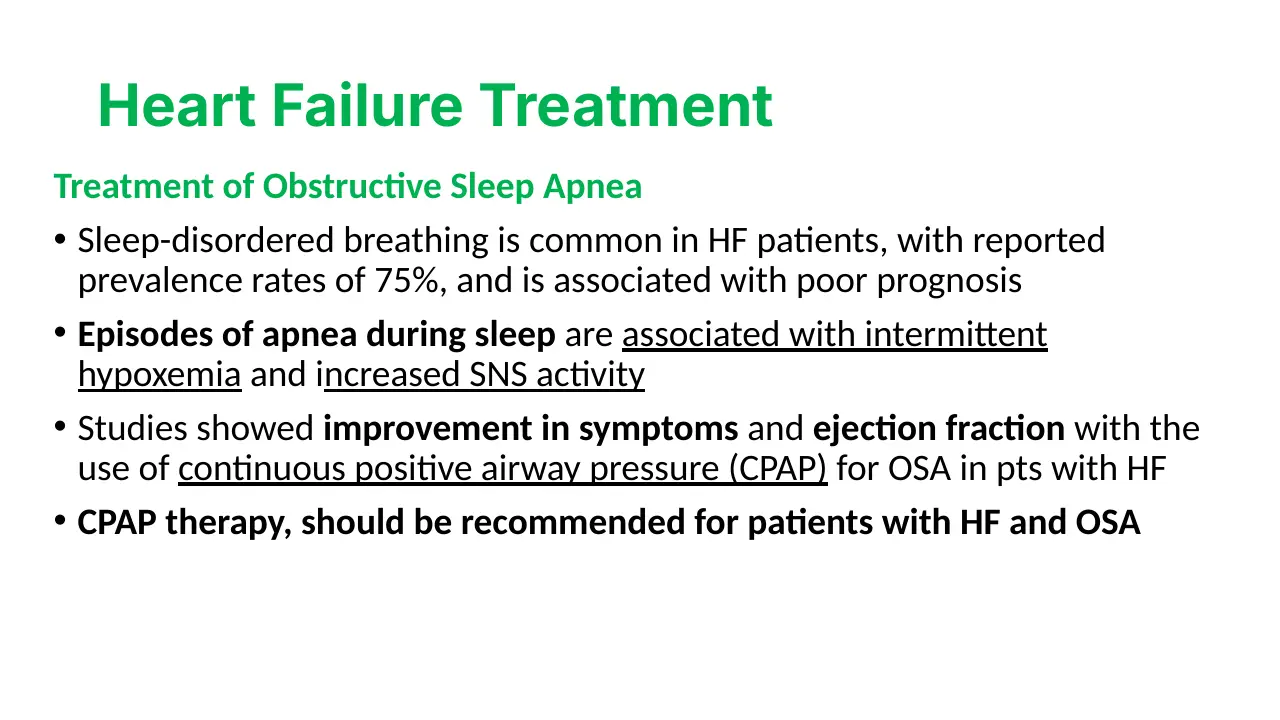 Heart Failure Treatment
Treatment of Obstructive Sleep Apnea
• Sleep-disordered breathing is common in HF patients, with reported
prevalence rates of 75%, and is associated with poor prognosis
• Episodes of apnea during sleep are associated with intermittent
hypoxemia and increased SNS activity
• Studies showed improvement in symptoms and ejection fraction with the
use of continuous positive airway pressure (CPAP) for OSA in pts with HF
• CPAP therapy, should be recommended for patients with HF and OSA